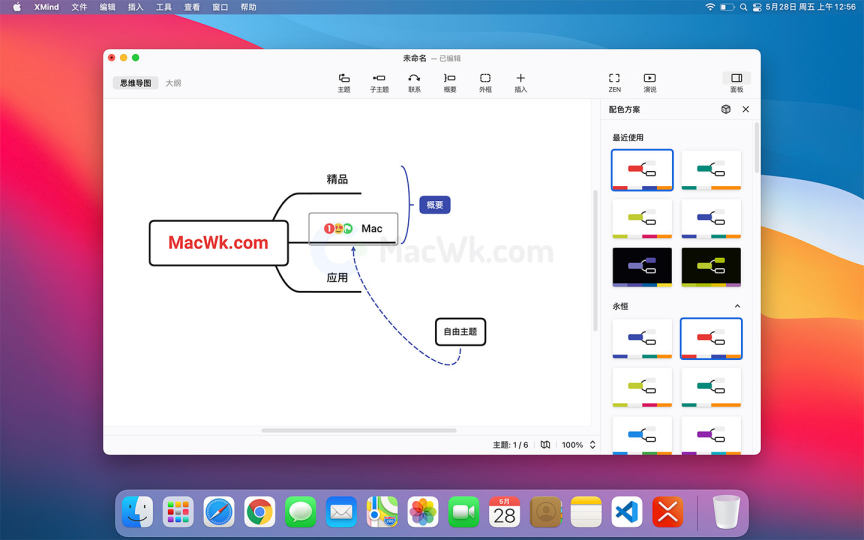 XMind 文件 编辑 插入 工具 查看 窗口 帮助 5月28日 周五 上午 12:56
未命名 — 已编辑
思维导图 大纲
主题 子主题 联系 概要 外框 插入 ZEN 演说 面板
配色方案
最近使用
精品
概要
MacWk.com
Mac
MacWk.com
应用
永恒
自由主题
主题: 1 / 6 100%
5月
28